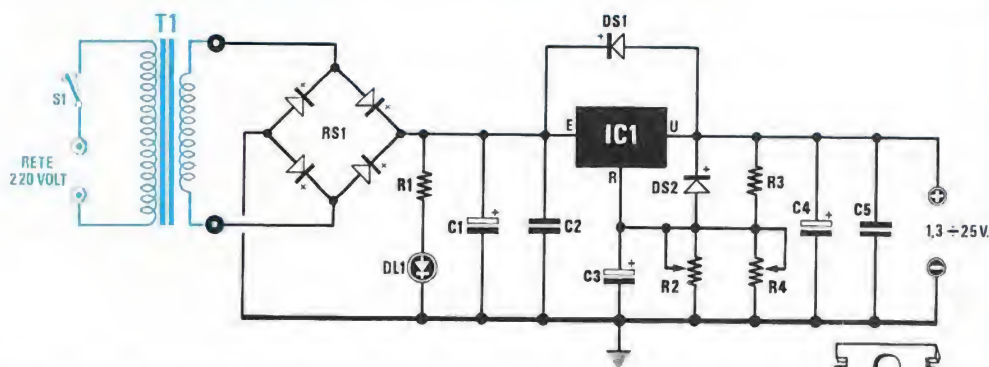 T1
S1
RETE
220 VOLT
RS1
R1
DL1
C1
C2
DS1
E
IC1
U
R
DS2
R3
C3
R2
R4
C4
C5
1,3 ÷ 25 V.